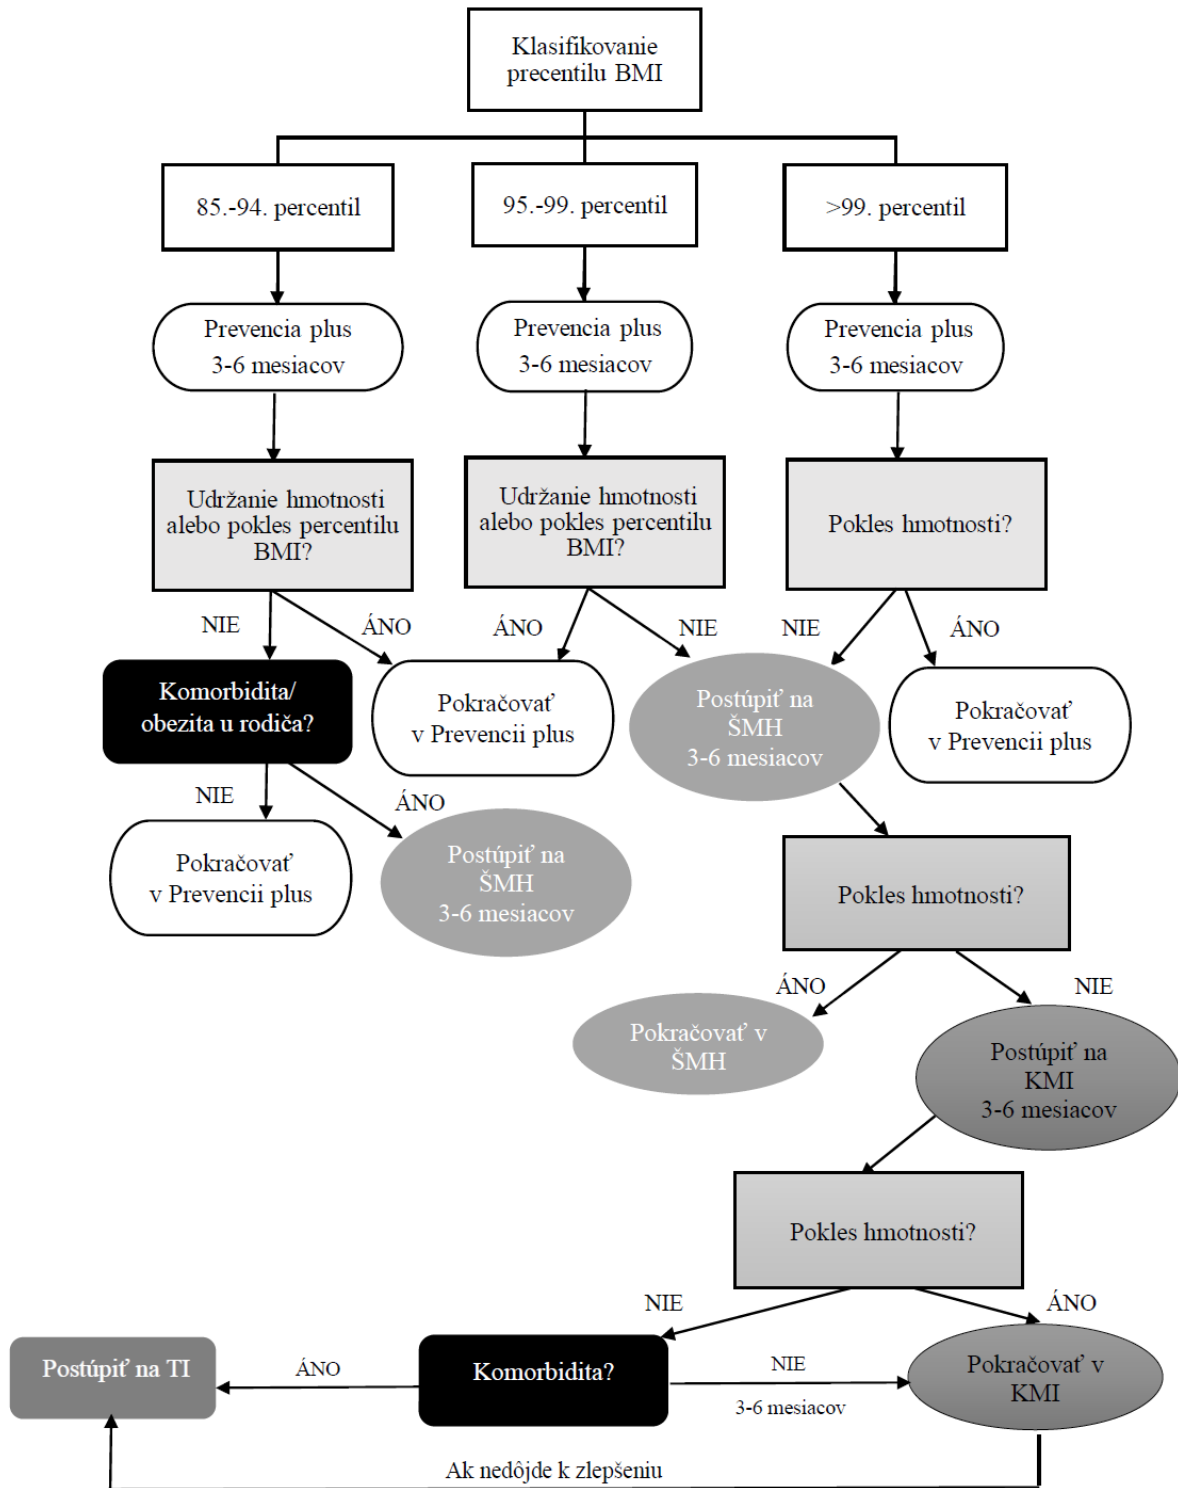 Klasifikovanie
precentilu BMI
85.-94. percentil
95.-99. percentil
>99. percentil
Prevencia plus
3-6 mesiacov
Prevencia plus
3-6 mesiacov
Prevencia plus
3-6 mesiacov
Udržanie hmotnosti
alebo pokles percentilu
BMI?
Udržanie hmotnosti
alebo pokles percentilu
BMI?
Pokles hmotnosti?
NIE
ÁNO
ÁNO
NIE
NIE
ÁNO
Komorbidita/
obezita u rodiča?
Pokračovať
v Prevencii plus
Postúpiť na
ŠMH
3-6 mesiacov
Pokračovať
v Prevencii plus
NIE
ÁNO
Pokračovať
v Prevencii plus
Postúpiť na
ŠMH
3-6 mesiacov
Pokles hmotnosti?
ÁNO
NIE
Pokračovať v
ŠMH
Postúpiť na
KMI
3-6 mesiacov
Pokles hmotnosti?
NIE
ÁNO
Postúpiť na TI
ÁNO
Komorbidita?
NIE
3-6 mesiacov
Pokračovať v
KMI
Ak nedôjde k zlepšeniu